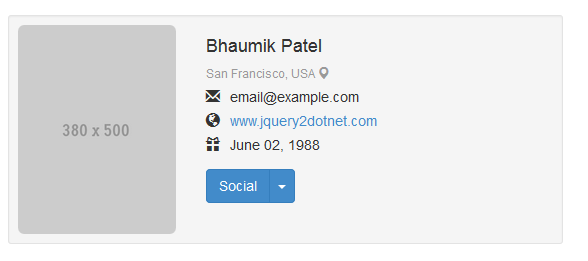 380 x 500
Bhaumik Patel
San Francisco, USA
email@example.com
www.jquery2dotnet.com
June 02, 1988
Social